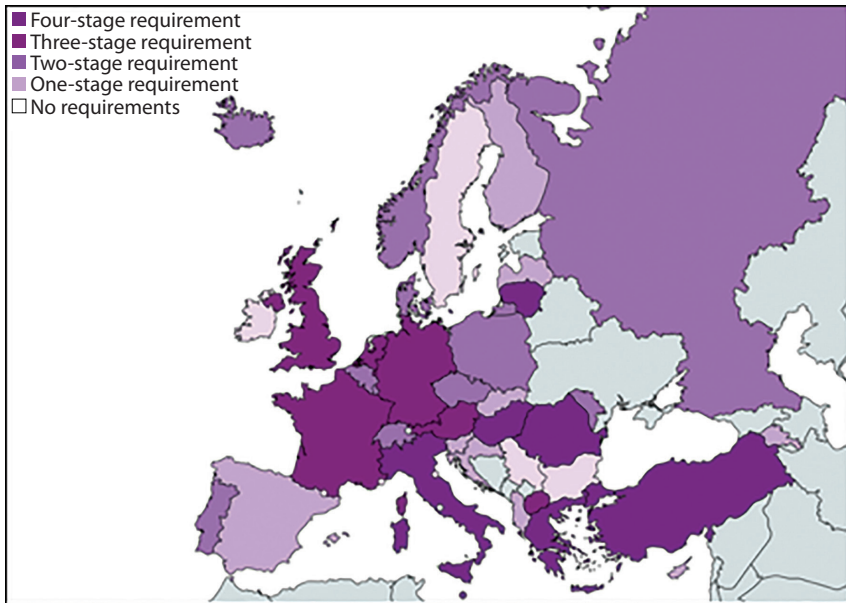 Four-stage requirement
Three-stage requirement
Two-stage requirement
One-stage requirement
No requirements